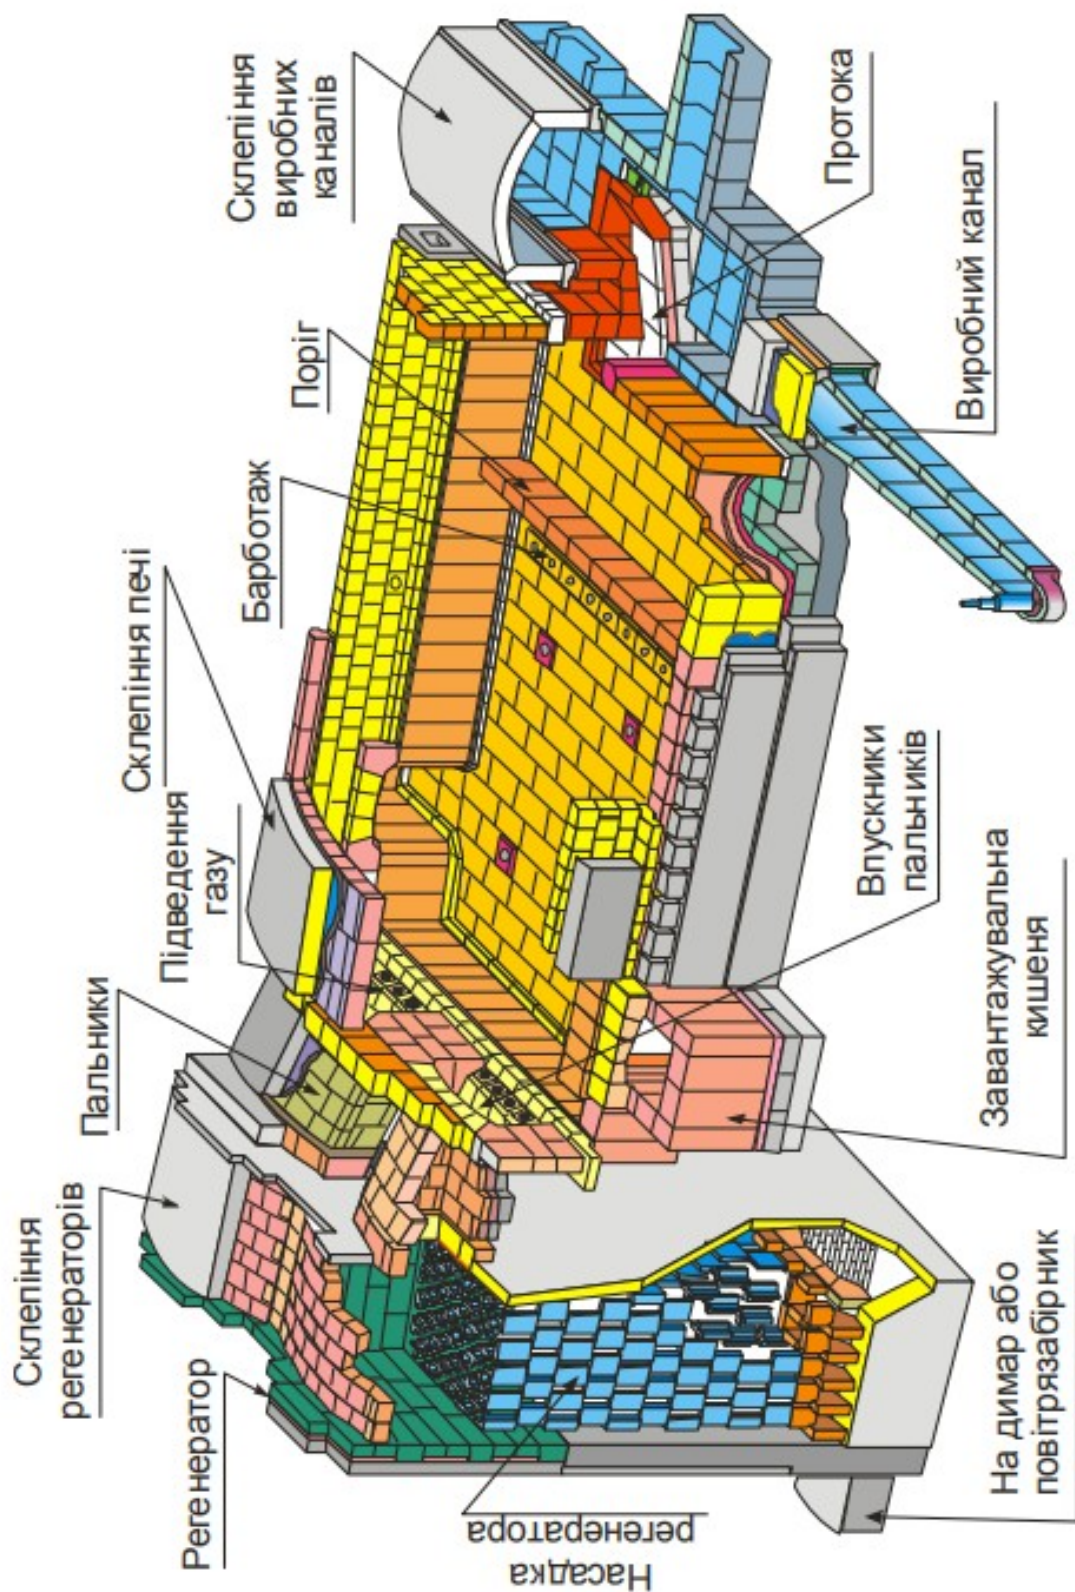 Регенератор
Склепіння
регенераторів
Пальники
Підведення
газу
Склепіння печі
Барботаж
Поріг
Склепіння
виробних
каналів
Насадка
регенератора
На димар або
повітрязабірник
Завантажувальна
кишеня
Впускники
пальників
Виробний канал
Протока